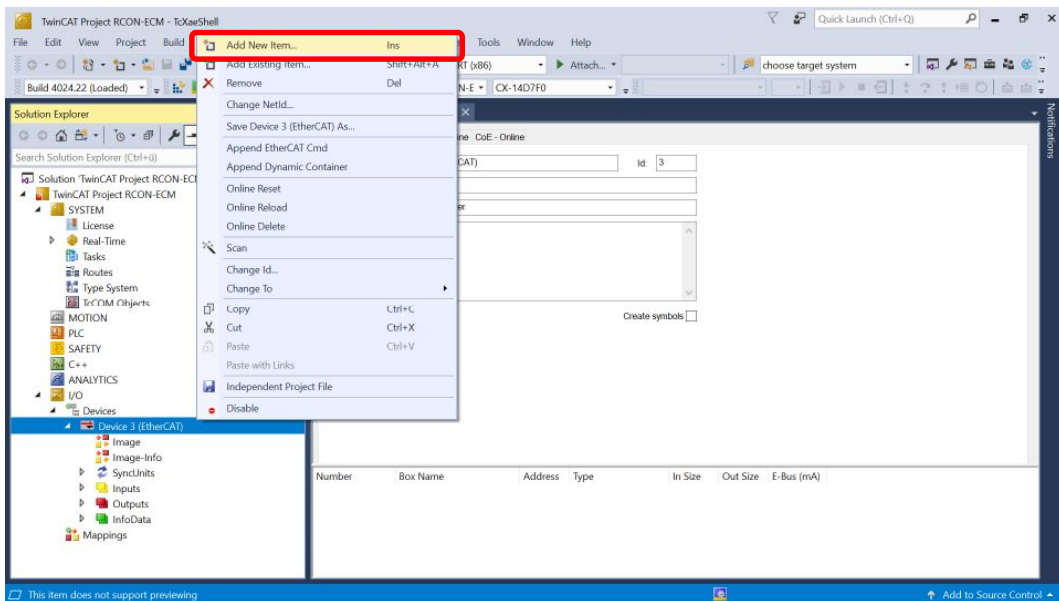 TwinCAT Project RCON-ECM - TcXaeShell
Quick Launch (Ctrl+Q)
File Edit View Project Build
Tools Window Help
Add New Item... Ins
Add Existing Item... Shift+Alt+A
RT (x86) Attach... choose target system
Remove Del
Build 4024.22 (Loaded)
N-E CX-14D7F0
Change NetId...
Solution Explorer
Notifications
Save Device 3 (EtherCAT) As...
ne CoE - Online
Append EtherCAT Cmd
Search Solution Explorer (Ctrl+ü)
CAT) Id: 3
Append Dynamic Container
Solution 'TwinCAT Project RCON-ECM
TwinCAT Project RCON-ECM
Online Reset
SYSTEM
Online Reload
er
License
Online Delete
Real-Time
Scan
Tasks
Routes
Change Id...
Type System
Change To
TcCOM Objects
Copy Ctrl+C
MOTION
Create symbols
PLC
Cut Ctrl+X
SAFETY
Paste Ctrl+V
C++
Paste with Links
ANALYTICS
Independent Project File
I/O
Devices
Disable
Device 3 (EtherCAT)
Image
Image-Info
SyncUnits
Number Box Name Address Type In Size Out Size E-Bus (mA)
Inputs
Outputs
InfoData
Mappings
This item does not support previewing
Add to Source Control